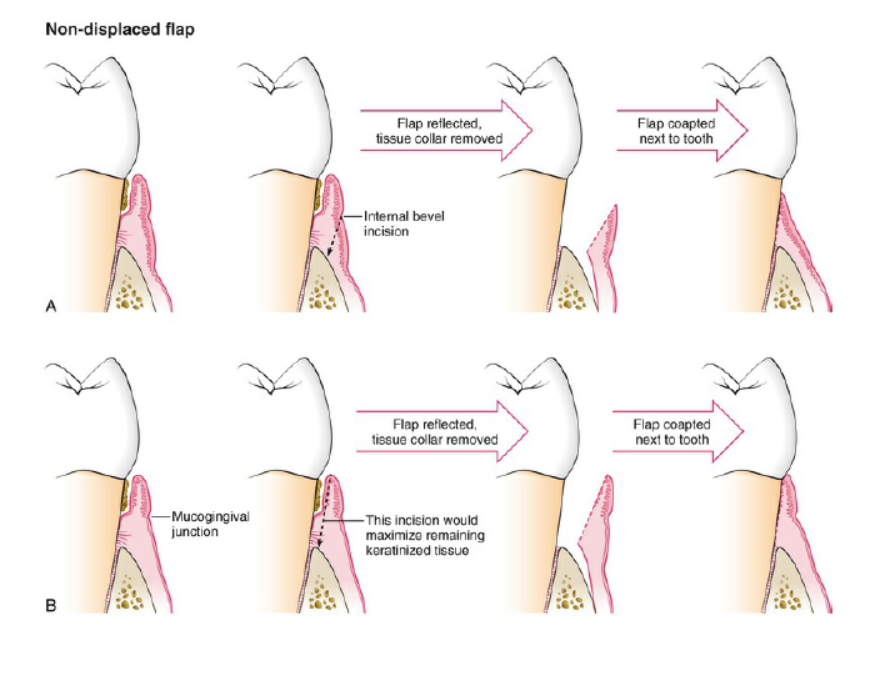 Non-displaced flap
Flap reflected,
tissue collar removed
Flap coapted
next to tooth
Internal bevel
incision
A
Flap reflected,
tissue collar removed
Flap coapted
next to tooth
Mucogingival
junction
This incision would
maximize remaining
keratinized tissue
B